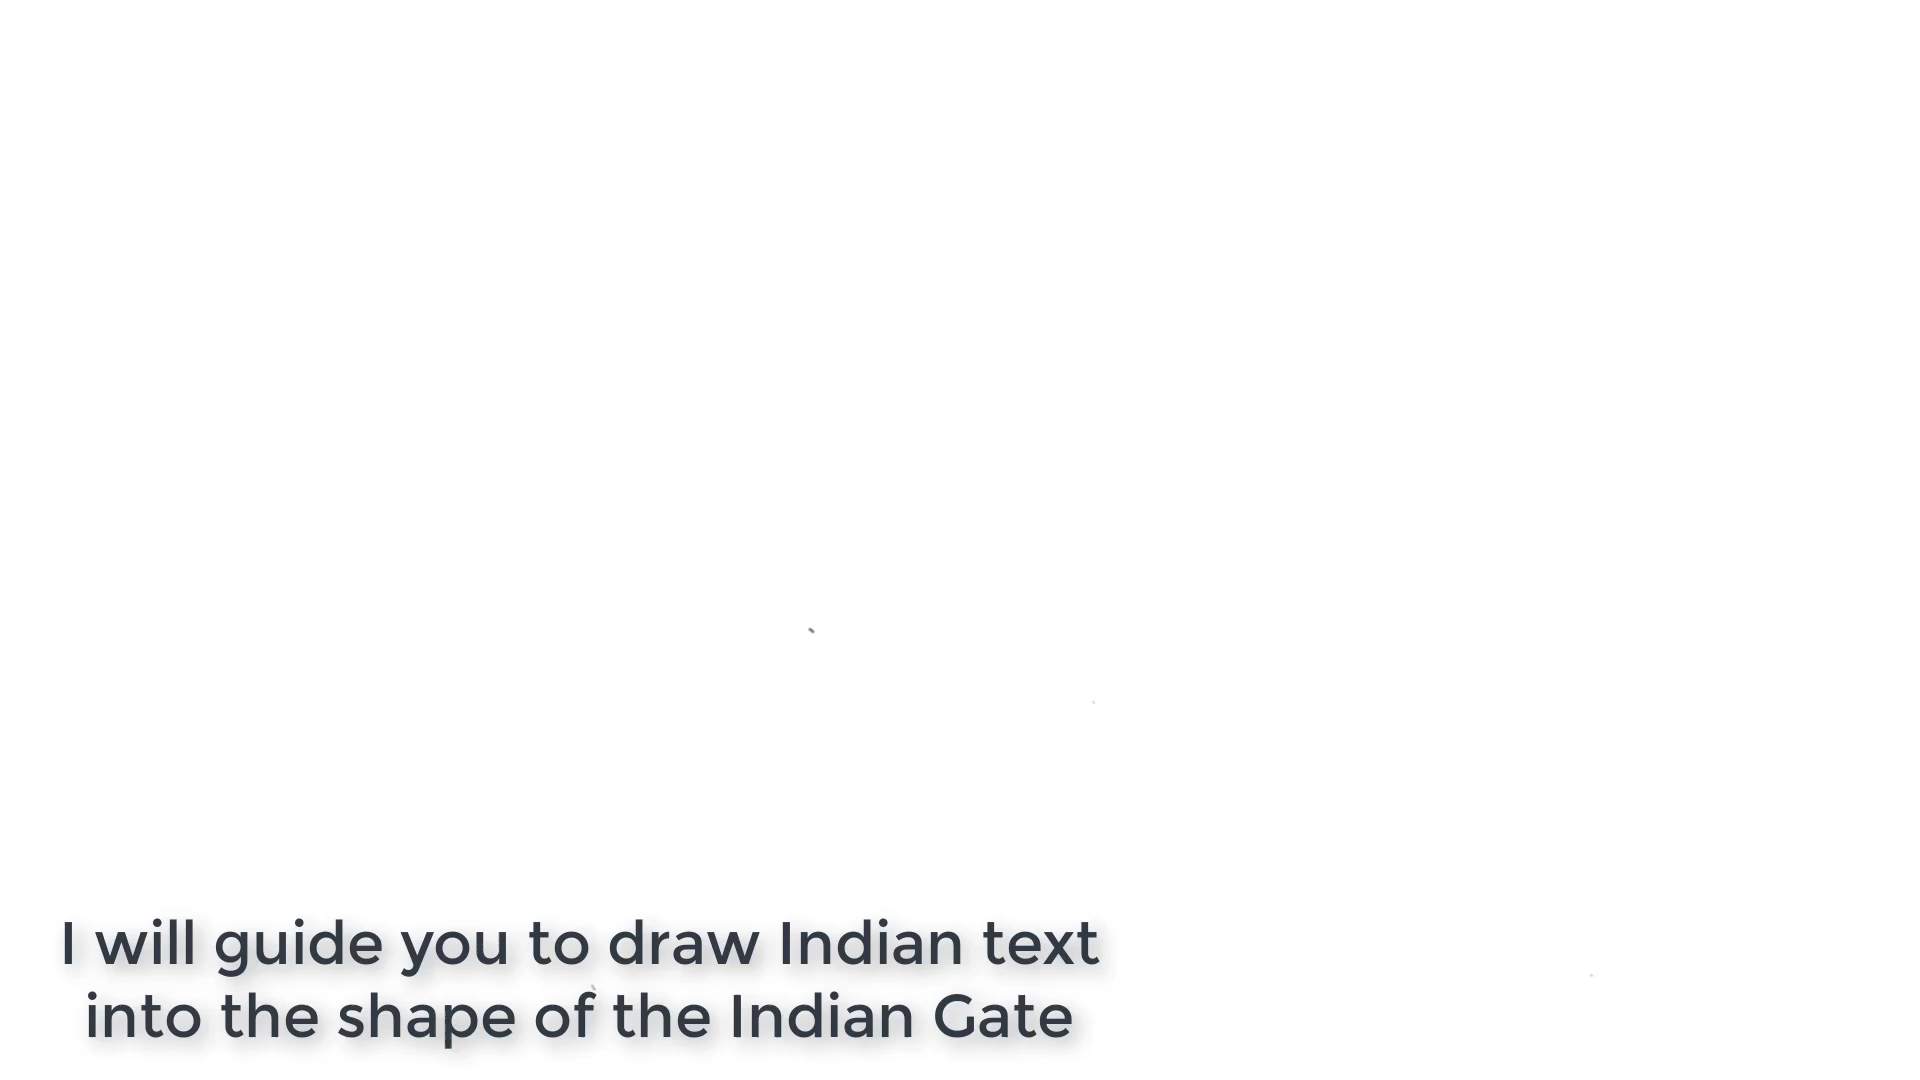 I will guide you to draw Indian text
into the shape of the Indian Gate